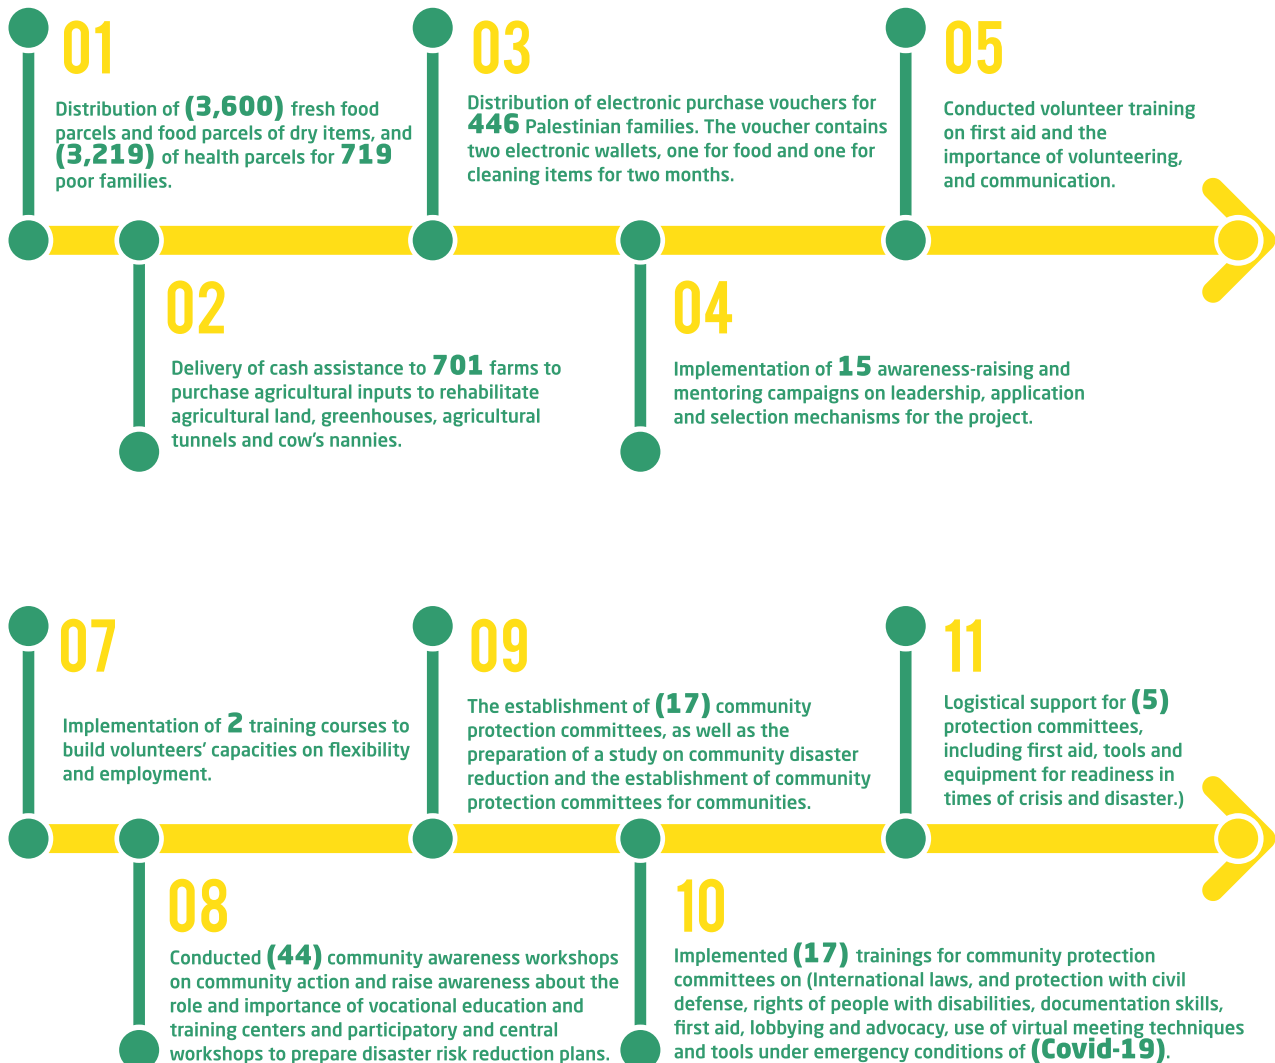 01
Distribution of (3,600) fresh food
parcels and food parcels of dry items, and
(3,219) of health parcels for 719
poor families.
03
Distribution of electronic purchase vouchers for
446 Palestinian families. The voucher contains
two electronic wallets, one for food and one for
cleaning items for two months.
05
Conducted volunteer training
on first aid and the
importance of volunteering,
and communication.
02
Delivery of cash assistance to 701 farms to
purchase agricultural inputs to rehabilitate
agricultural land, greenhouses, agricultural
tunnels and cow's nannies.
04
Implementation of 15 awareness-raising and
mentoring campaigns on leadership, application
and selection mechanisms for the project.
07
Implementation of 2 training courses to
build volunteers' capacities on flexibility
and employment.
09
The establishment of (17) community
protection committees, as well as the
preparation of a study on community disaster
reduction and the establishment of community
protection committees for communities.
11
Logistical support for (5)
protection committees,
including first aid, tools and
equipment for readiness in
times of crisis and disaster.)
08
Conducted (44) community awareness workshops
on community action and raise awareness about the
role and importance of vocational education and
training centers and participatory and central
workshops to prepare disaster risk reduction plans.
10
Implemented (17) trainings for community protection
committees on (International laws, and protection with civil
defense, rights of people with disabilities, documentation skills,
first aid, lobbying and advocacy, use of virtual meeting techniques
and tools under emergency conditions of (Covid-19).